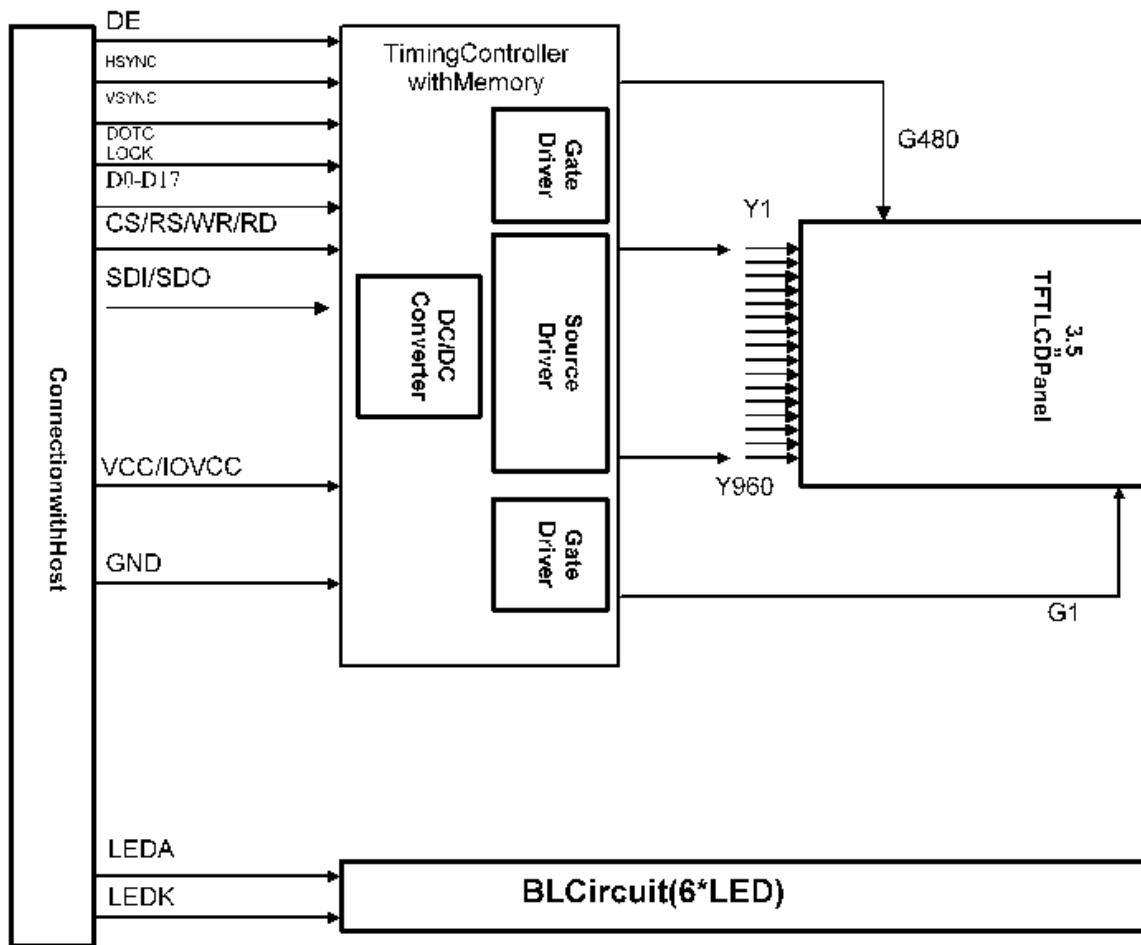 DE
HSYNC
VSYNC
DOTC
LOCK
D0-D17
CS/RS/WR/RD
SDI/SDO
VCC/IOVCC
GND
LEDA
LEDK
ConnectionwithHost
TimingController
withMemory
Gate
Driver
DC/DC
Converter
Source
Driver
Gate
Driver
G480
Y1
Y960
G1
3.5"
TFTLCDPanel
BLCircuit(6*LED)